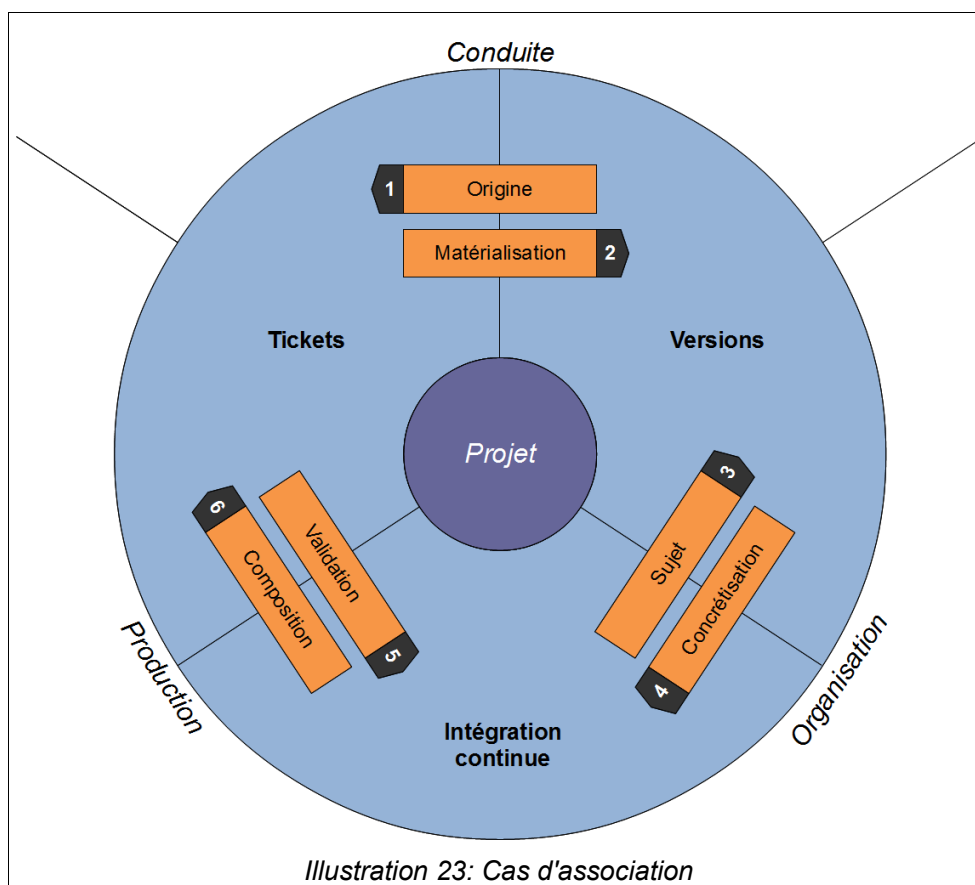 Conduite
1 Origine
Matérialisation 2
Tickets
Versions
Projet
3
Sujet
Concrétisation
4
6
Composition
Validation
5
Production
Organisation
Intégration
continue
Illustration 23: Cas d'association